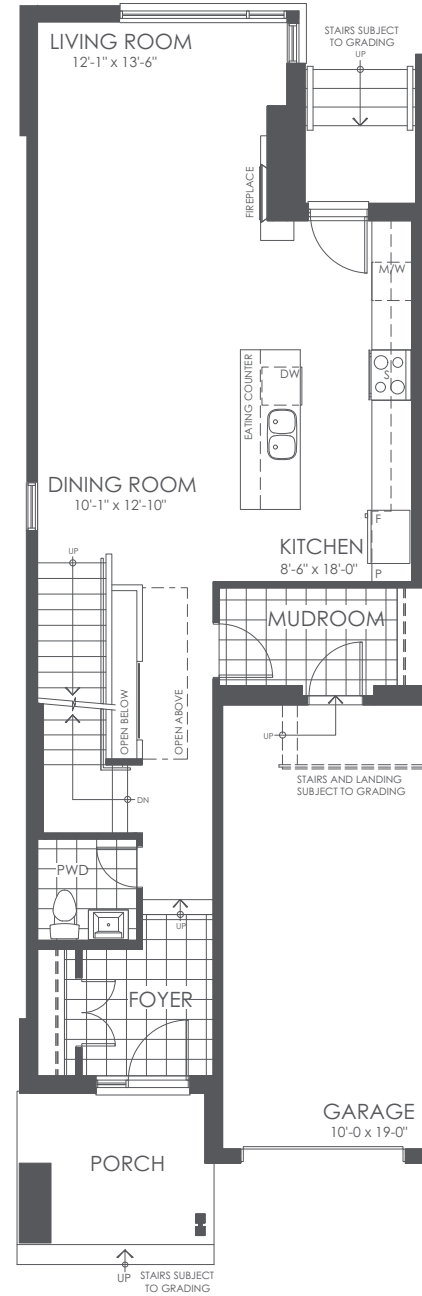 LIVING ROOM
12'-1" x 13'-6"
STAIRS SUBJECT
TO GRADING
UP
FIREPLACE
M/W
EATING COUNTER
DW
S
DINING ROOM
10'-1" x 12'-10"
F
KITCHEN
8'-6" x 18'-0"
P
UP
MUDROOM
OPEN BELOW
OPEN ABOVE
UP
STAIRS AND LANDING
SUBJECT TO GRADING
DN
PWD
UP
FOYER
GARAGE
10'-0 x 19'-0"
PORCH
UP
STAIRS SUBJECT
TO GRADING